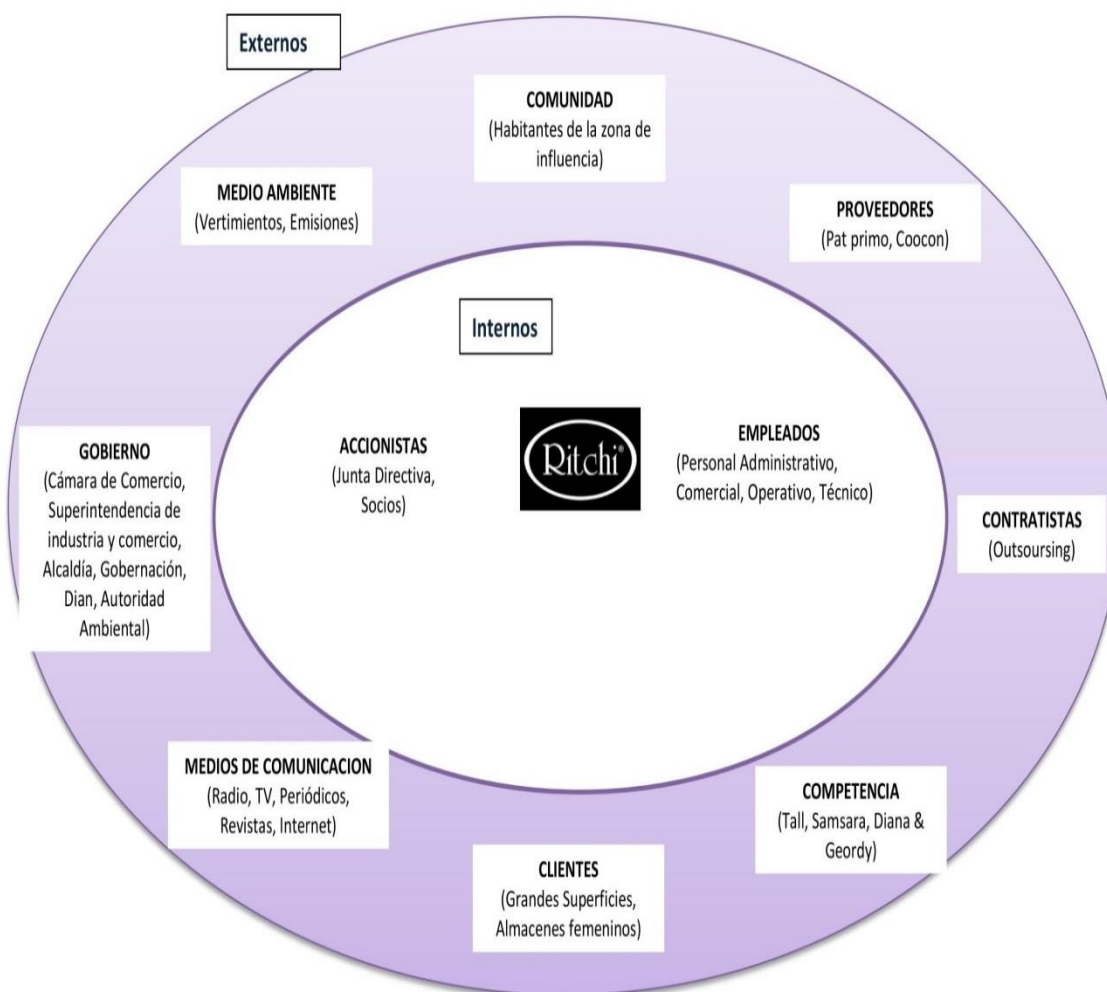 Externos
COMUNIDAD
(Habitantes de la zona de
influencia)
MEDIO AMBIENTE
(Vertimientos, Emisiones)
PROVEEDORES
(Pat primo, Coocon)
Internos
ACCIONISTAS
(Junta Directiva,
Socios)
Ritchi®
EMPLEADOS
(Personal Administrativo,
Comercial, Operativo, Técnico)
GOBIERNO
(Cámara de Comercio,
Superintendencia de
industria y comercio,
Alcaldía, Gobernación,
Dian, Autoridad
Ambiental)
CONTRATISTAS
(Outsoursing)
MEDIOS DE COMUNICACION
(Radio, TV, Periódicos,
Revistas, Internet)
COMPETENCIA
(Tall, Samsara, Diana &
Geordy)
CLIENTES
(Grandes Superficies,
Almacenes femeninos)